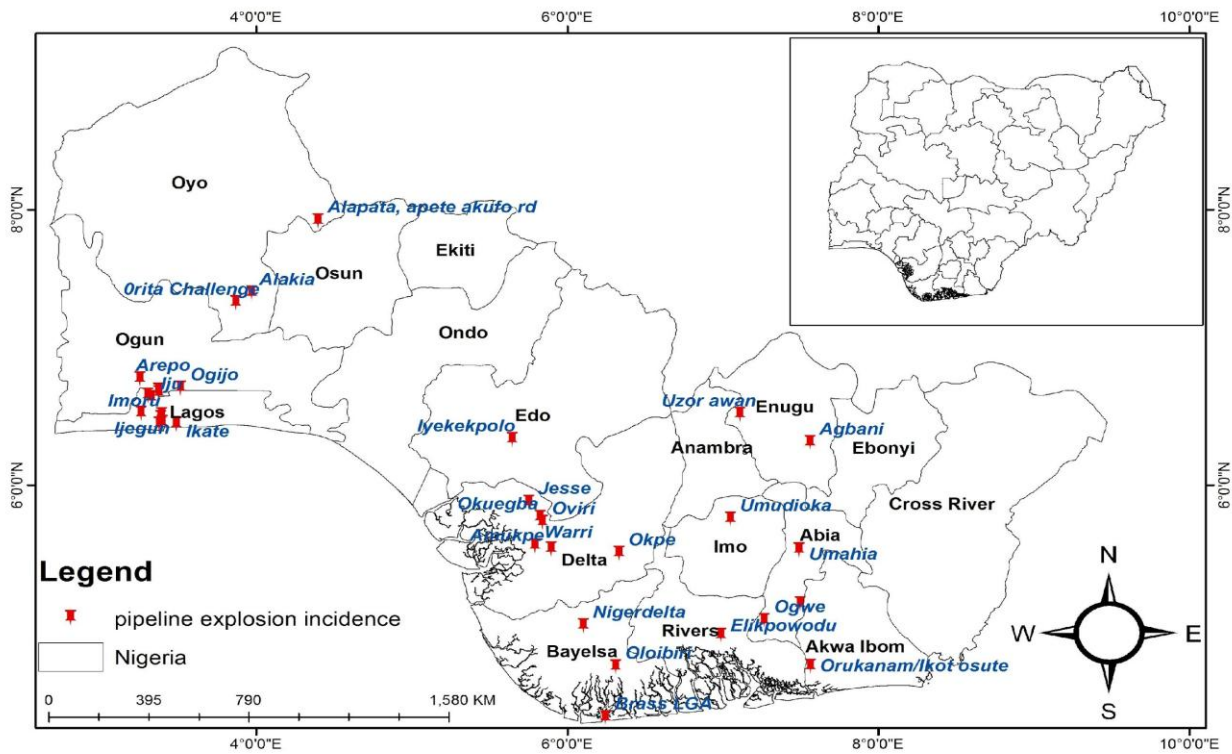 4°0'0"E 6°0'0"E 8°0'0"E 10°0'0"E
8°0'0"N 8°0'0"N
Oyo
Alapata, apete akufo rd
Ekiti
Osun
Alakia
0rita Challenge
Ondo
Ogun
Arepo
Iju Ogijo
Imoru
Lagos
Ijegun Ikate
Uzor awan
Enugu
Edo
Agbani
Iyekekpolo
Anambra
Ebonyi
6°0'0"N 6°0'0"N
Jesse
Cross River
Okuegba Oviri
Umudioka
Warri
Okpe
Imo
Abia
Delta
Umahia
Legend
pipeline explosion incidence
Nigeria
Nigerdelta
Ogwe
Rivers Elikpowodu
Bayelsa
Akwa Ibom
Oloibiri
Orukanam/Ikot osute
Brass LGA
0 395 790 1,580 KM
N
W E
S
4°0'0"E 6°0'0"E 8°0'0"E 10°0'0"E